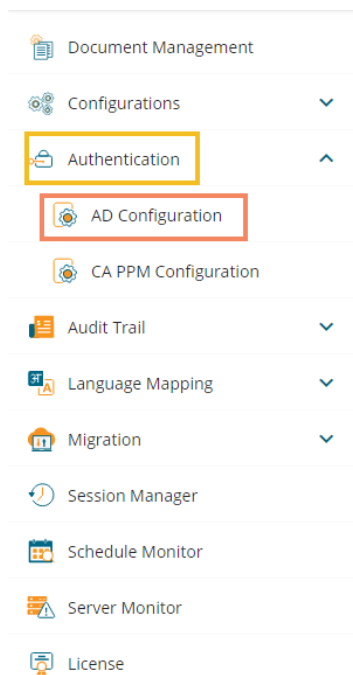 Document Management
Configurations
Authentication
AD Configuration
CA PPM Configuration
Audit Trail
अ A
Language Mapping
Migration
Session Manager
Schedule Monitor
Server Monitor
License